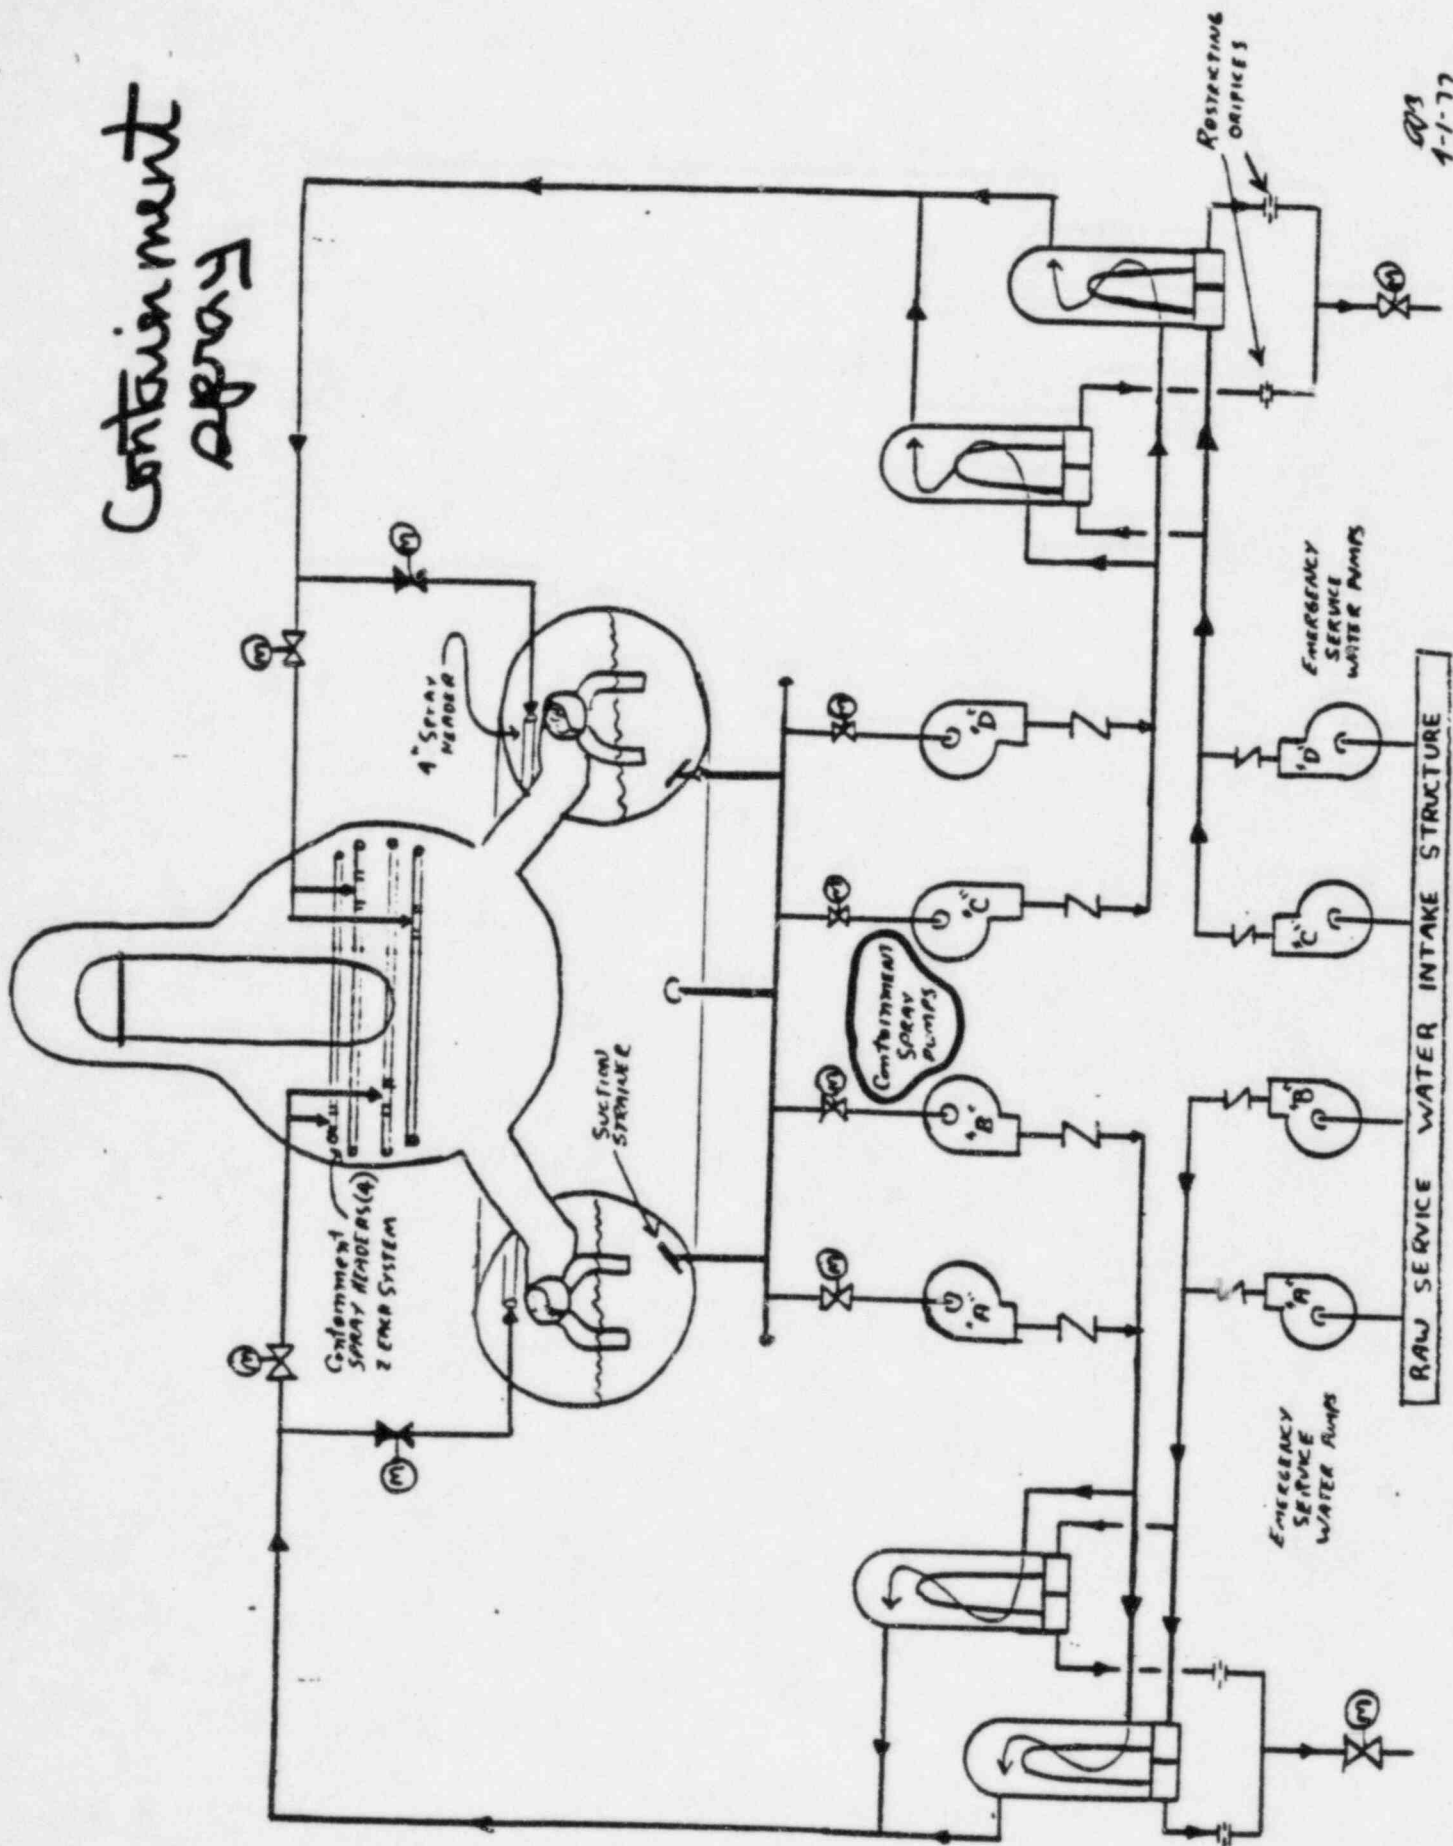 Containment
spray
RESTRICTING
ORIFICES
4" SPRAY
HEADER
Containment
SPRAY HEADERS (4)
2 EACH SYSTEM
SUCTION
STRAINER
Containment
SPRAY
PUMPS
M
M
M
M
M
M
M
M
M
M
"A"
"B"
"C"
"D"
EMERGENCY
SERVICE
WATER PUMPS
EMERGENCY
SERVICE
WATER PUMPS
"A"
"B"
"C"
"D"
RAW SERVICE WATER INTAKE STRUCTURE